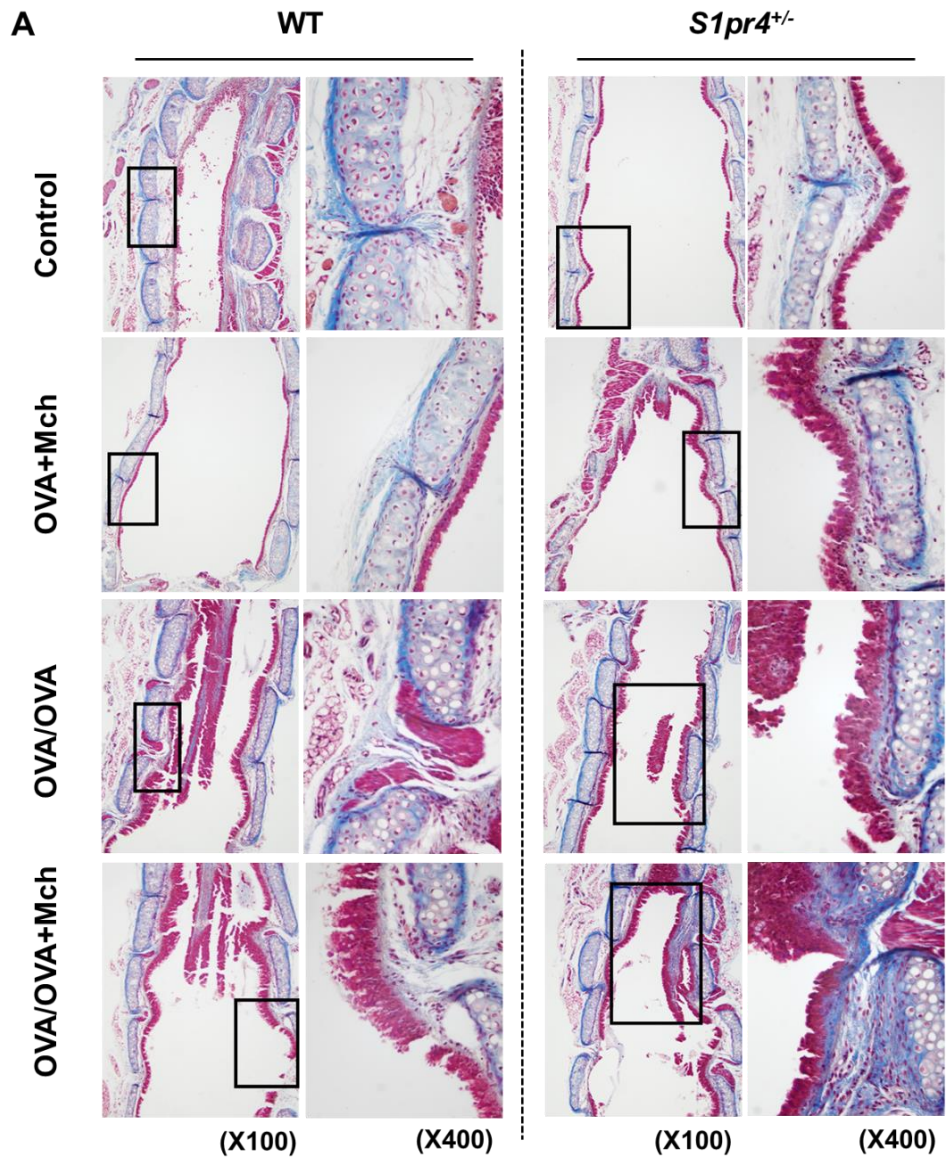 A
WT
S1pr4+/-
Control
OVA+Mch
OVA/OVA
OVA/OVA+Mch
(X100) (X400) (X100) (X400)